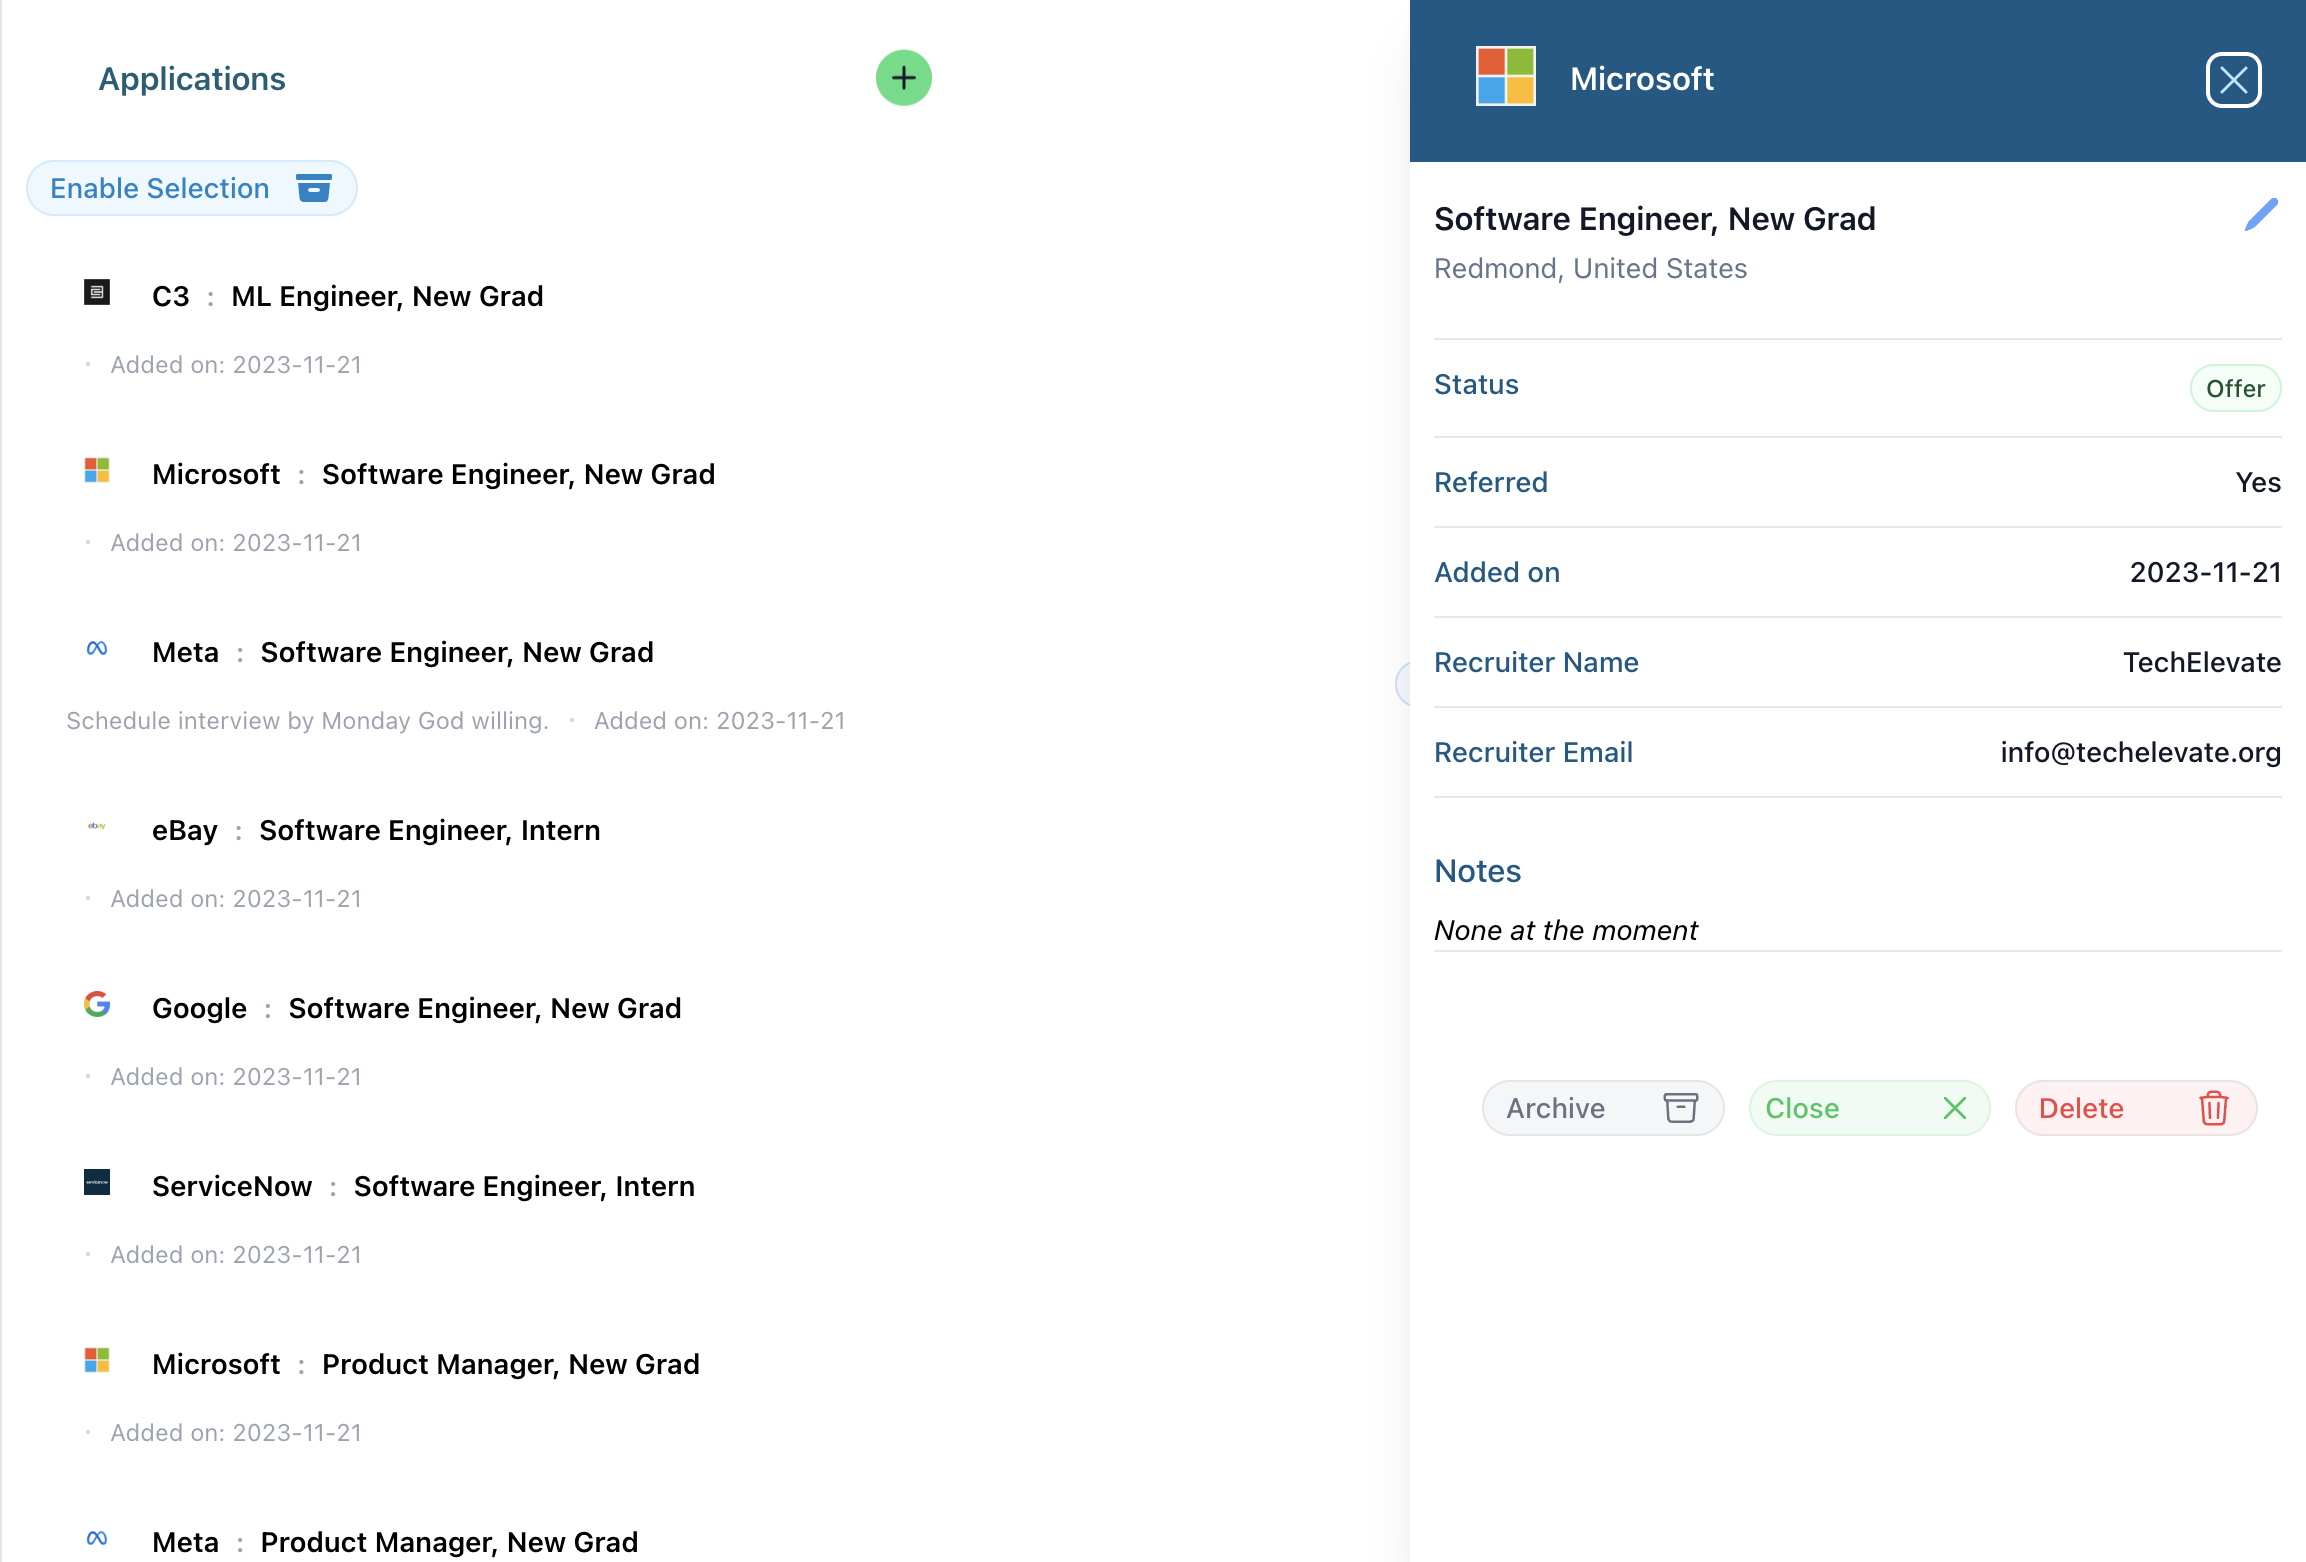 Applications
Enable Selection
C3 : ML Engineer, New Grad
· Added on: 2023-11-21
Microsoft : Software Engineer, New Grad
· Added on: 2023-11-21
Meta : Software Engineer, New Grad
Schedule interview by Monday God willing. · Added on: 2023-11-21
ebay
eBay : Software Engineer, Intern
· Added on: 2023-11-21
Google : Software Engineer, New Grad
· Added on: 2023-11-21
servicenow
ServiceNow : Software Engineer, Intern
· Added on: 2023-11-21
Microsoft : Product Manager, New Grad
· Added on: 2023-11-21
Meta : Product Manager, New Grad
Microsoft
Software Engineer, New Grad
Redmond, United States
Status Offer
Referred Yes
Added on 2023-11-21
Recruiter Name TechElevate
Recruiter Email info@techelevate.org
Notes
None at the moment
Archive Close Delete